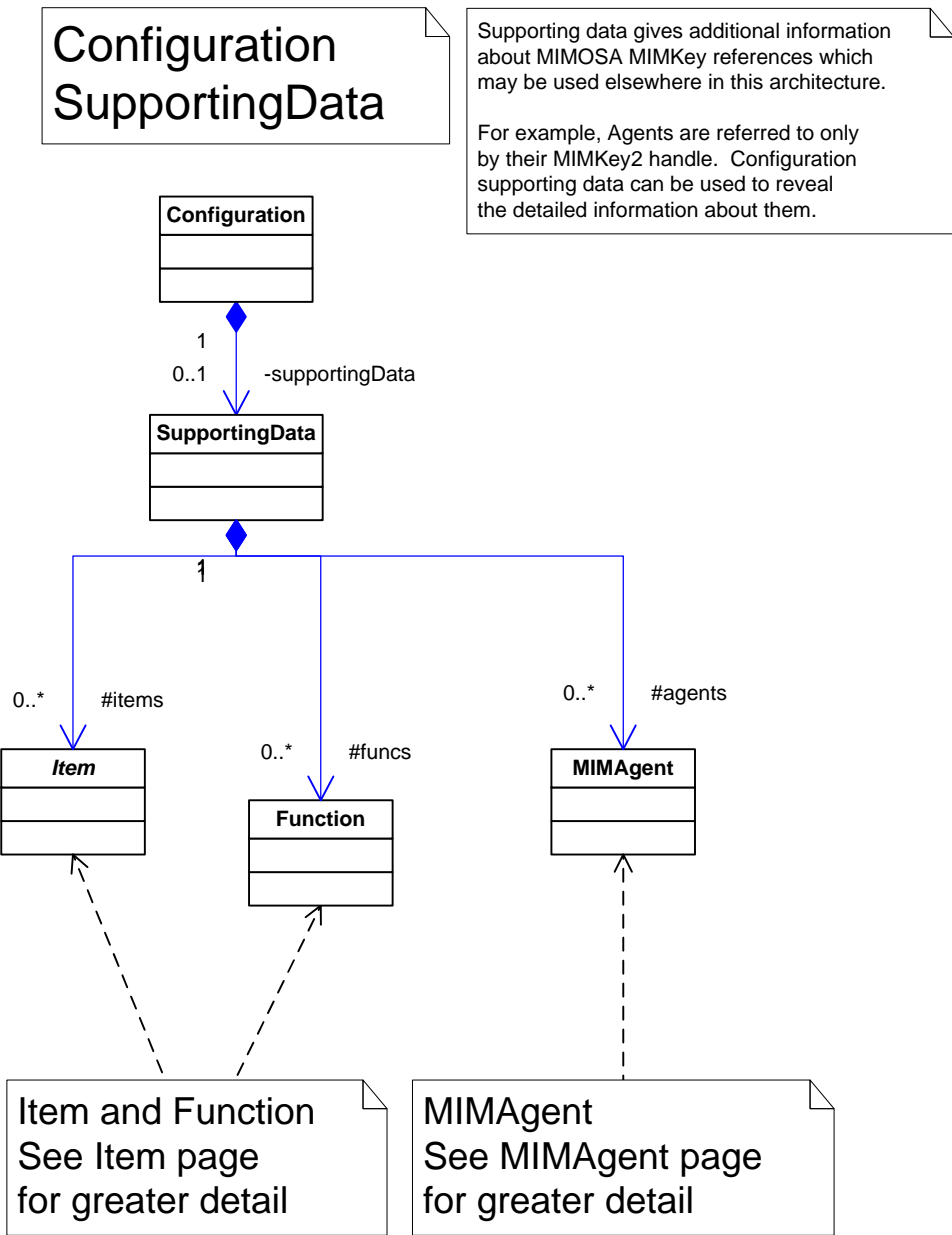 Configuration
SupportingData
Supporting data gives additional information
about MIMOSA MIMKey references which
may be used elsewhere in this architecture.
For example, Agents are referred to only
by their MIMKey2 handle.  Configuration
supporting data can be used to reveal
the detailed information about them.
Configuration
1
0..1
-supportingData
SupportingData
1
1
0..*
#items
0..*
#funcs
0..*
#agents
Item
Function
MIMAgent
Item and Function
See Item page
for greater detail
MIMAgent
See MIMAgent page
for greater detail